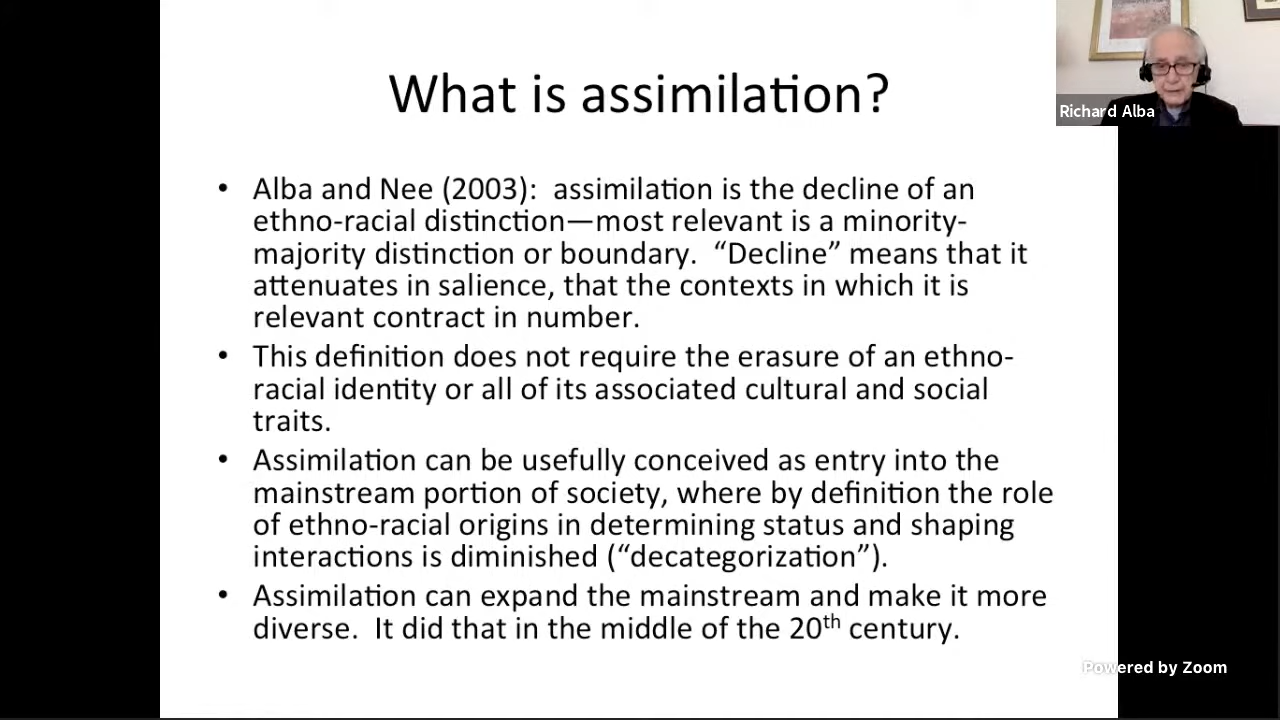 What is assimilation?
Richard Alba
• Alba and Nee (2003):  assimilation is the decline of an
ethno-racial distinction—most relevant is a minority-
majority distinction or boundary.  “Decline” means that it
attenuates in salience, that the contexts in which it is
relevant contract in number.
• This definition does not require the erasure of an ethno-
racial identity or all of its associated cultural and social
traits.
• Assimilation can be usefully conceived as entry into the
mainstream portion of society, where by definition the role
of ethno-racial origins in determining status and shaping
interactions is diminished (“decategorization”).
• Assimilation can expand the mainstream and make it more
diverse.  It did that in the middle of the 20th century.
Powered by Zoom